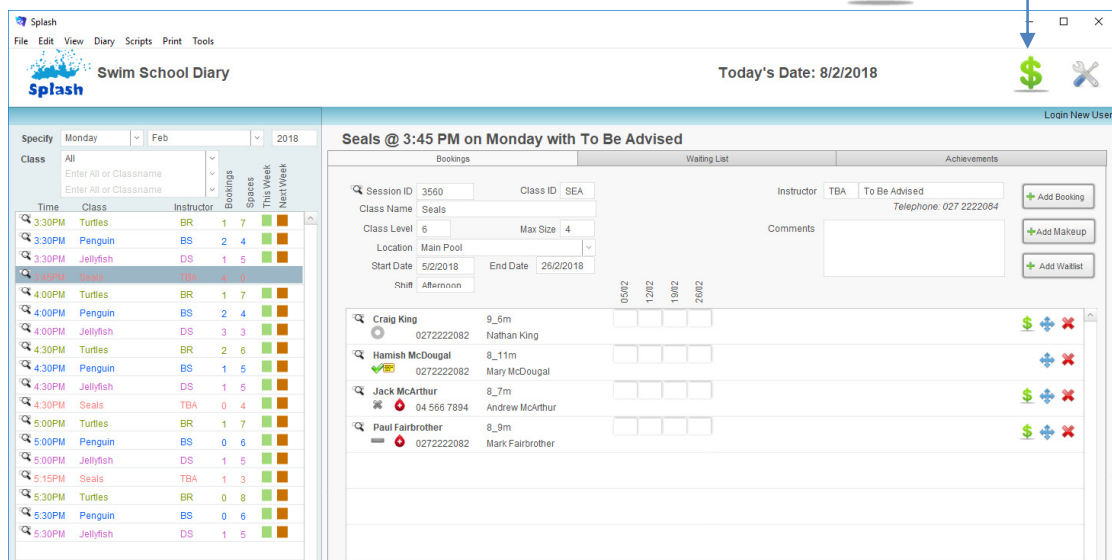 Splash
File Edit View Diary Scripts Print Tools
Splash
Swim School Diary
Today's Date: 8/2/2018
Login New User
Specify Monday Feb 2018
Class All
Enter All or Classname
Enter All or Classname
Time Class Instructor Bookings Spaces This Week Next Week
3:30PM Turtles BR 1 7
3:30PM Penguin BS 2 4
3:30PM Jellyfish DS 1 5
3:45PM Seals TBA 4 0
4:00PM Turtles BR 1 7
4:00PM Penguin BS 2 4
4:00PM Jellyfish DS 3 3
4:30PM Turtles BR 2 6
4:30PM Penguin BS 1 5
4:30PM Jellyfish DS 1 5
4:30PM Seals TBA 0 4
5:00PM Turtles BR 1 7
5:00PM Penguin BS 0 6
5:00PM Jellyfish DS 1 5
5:15PM Seals TBA 1 3
5:30PM Turtles BR 0 8
5:30PM Penguin BS 0 6
5:30PM Jellyfish DS 1 5
Seals @ 3:45 PM on Monday with To Be Advised
Bookings Waiting List Achievements
Session ID 3560 Class ID SEA Instructor TBA To Be Advised
Telephone: 027 2222084
Class Name Seals
Class Level 6 Max Size 4 Comments
Location Main Pool
Start Date 5/2/2018 End Date 26/2/2018
Shift Afternoon
Add Booking
Add Makeup
Add Waitlist
05/02 12/02 19/02 26/02
Craig King 9_6m
0272222082 Nathan King
Hamish McDougal 8_11m
0272222082 Mary McDougal
Jack McArthur 8_7m
04 566 7894 Andrew McArthur
Paul Fairbrother 8_9m
0272222082 Mark Fairbrother